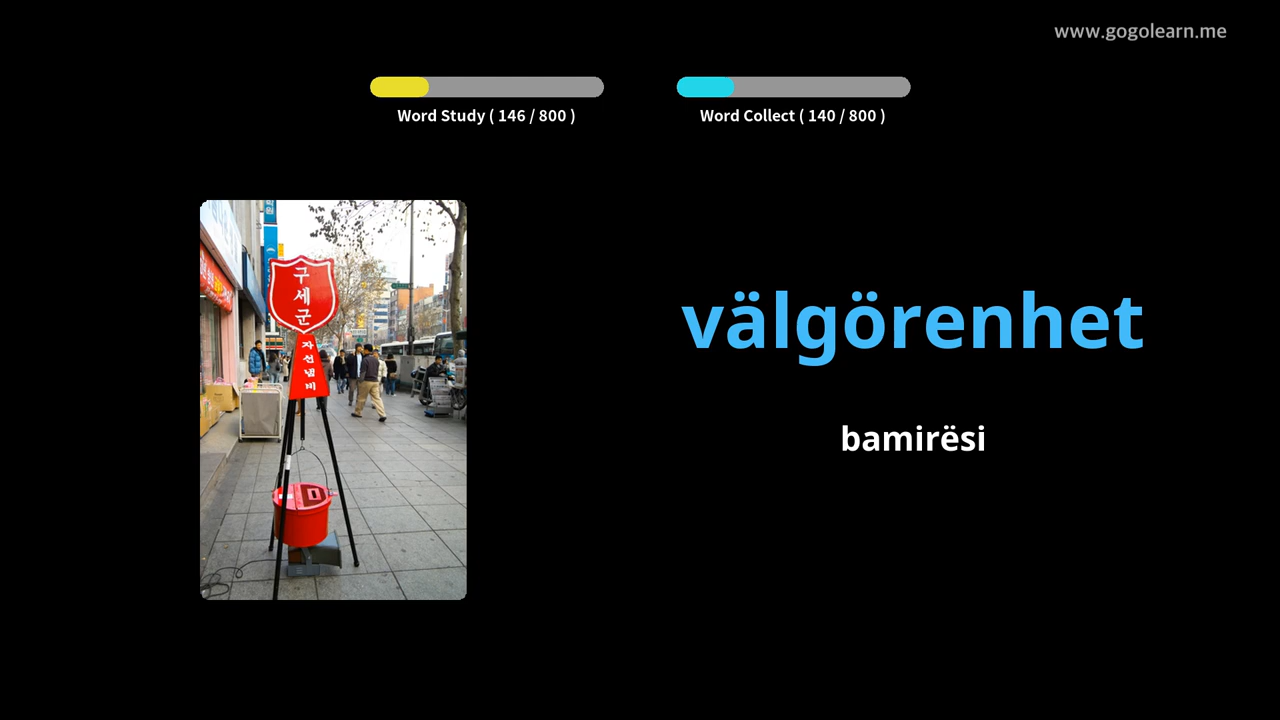 www.gogolearn.me
Word Study ( 146 / 800 )
Word Collect ( 140 / 800 )
구
세
군
자
선
냄
비
välgörenhet
bamirësi